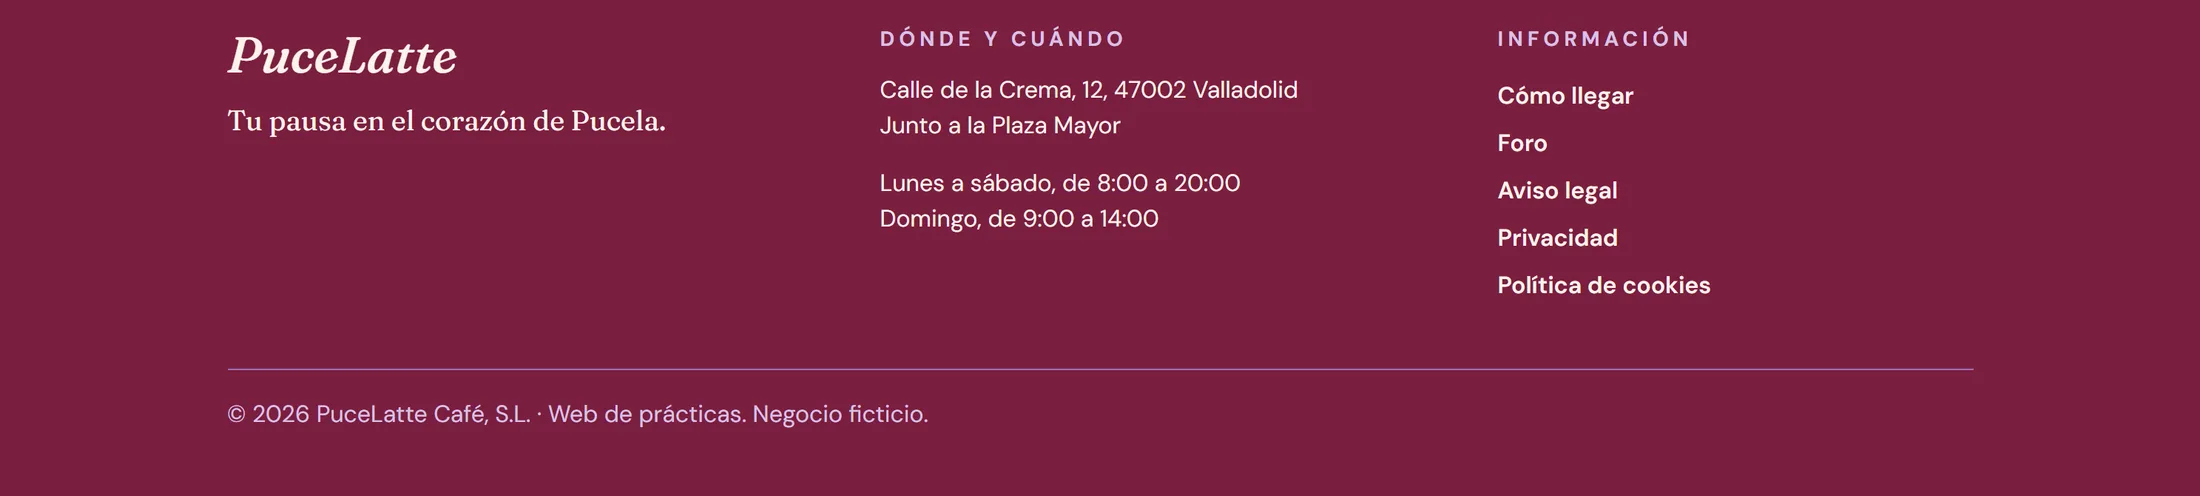 PuceLatte
Tu pausa en el corazón de Pucela.
DÓNDE Y CUÁNDO
Calle de la Crema, 12, 47002 Valladolid
Junto a la Plaza Mayor
Lunes a sábado, de 8:00 a 20:00
Domingo, de 9:00 a 14:00
INFORMACIÓN
Cómo llegar
Foro
Aviso legal
Privacidad
Política de cookies
© 2026 PuceLatte Café, S.L. · Web de prácticas. Negocio ficticio.